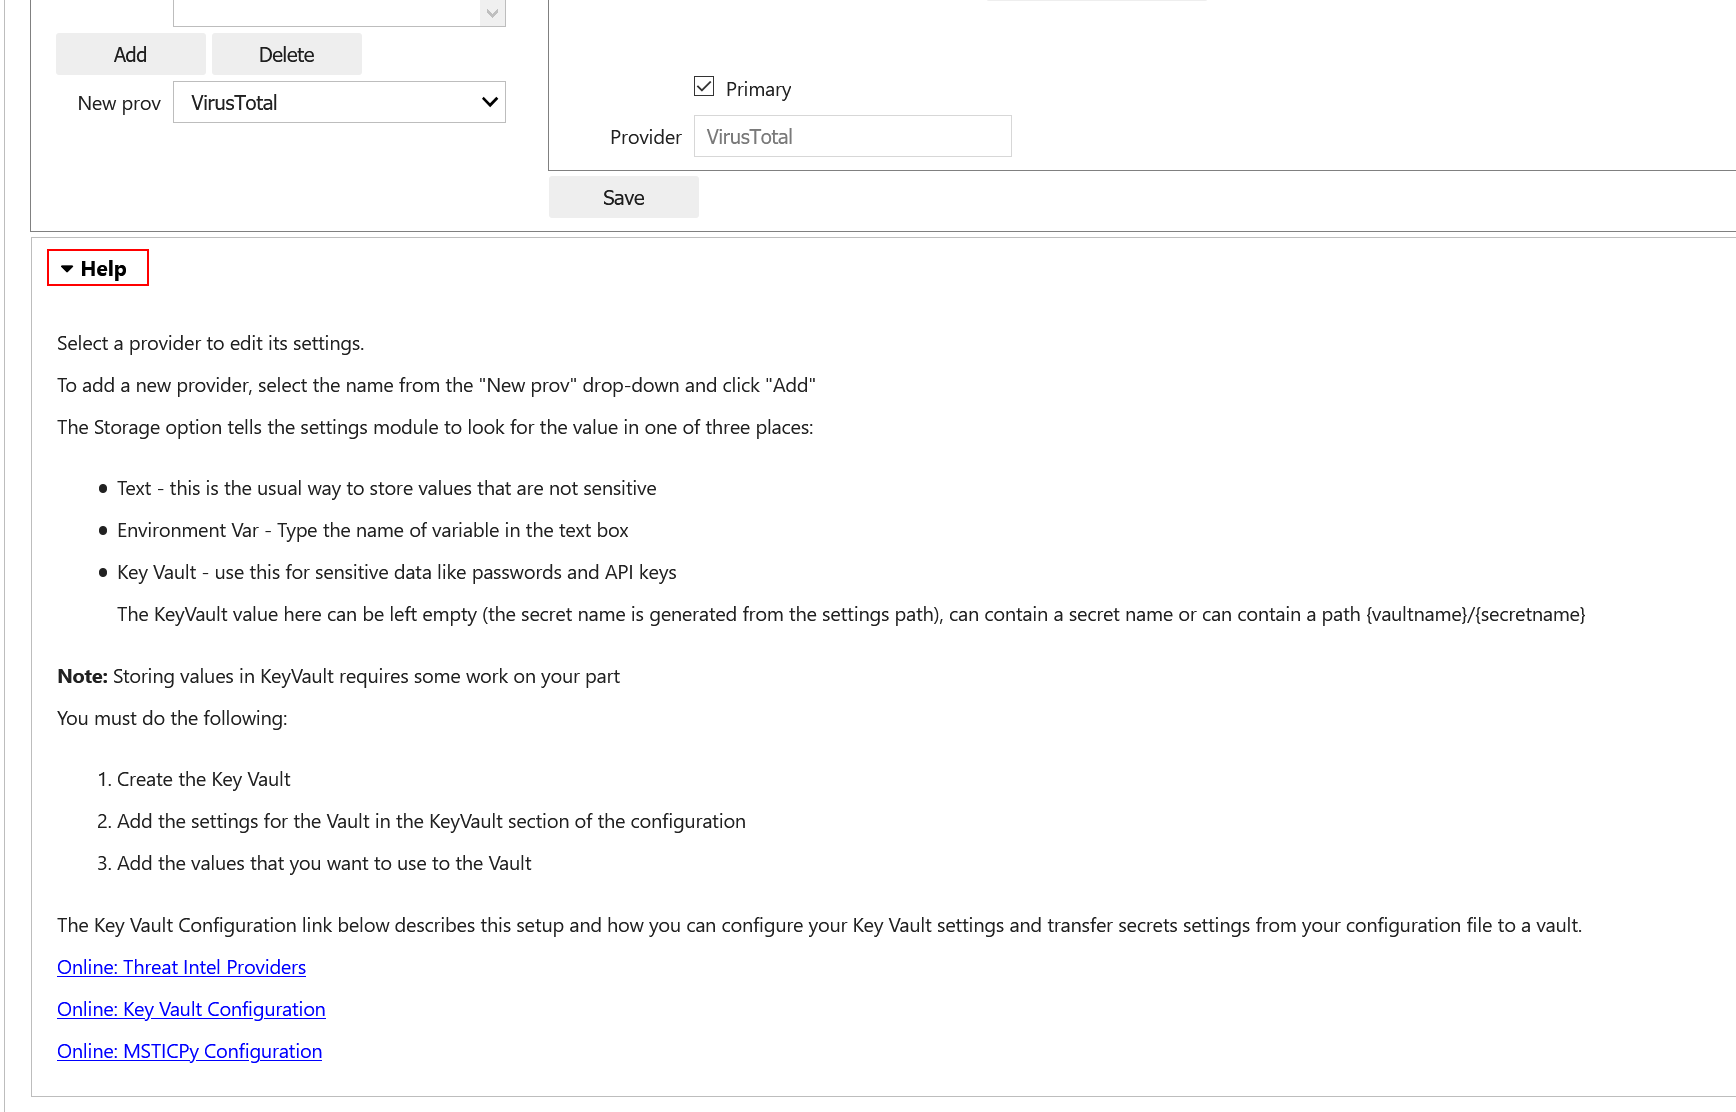 Add
Delete
New prov
VirusTotal
Primary
Provider
VirusTotal
Save
Help
Select a provider to edit its settings.
To add a new provider, select the name from the "New prov" drop-down and click "Add"
The Storage option tells the settings module to look for the value in one of three places:
• Text - this is the usual way to store values that are not sensitive
• Environment Var - Type the name of variable in the text box
• Key Vault - use this for sensitive data like passwords and API keys
The KeyVault value here can be left empty (the secret name is generated from the settings path), can contain a secret name or can contain a path {vaultname}/{secretname}
Note: Storing values in KeyVault requires some work on your part
You must do the following:
1. Create the Key Vault
2. Add the settings for the Vault in the KeyVault section of the configuration
3. Add the values that you want to use to the Vault
The Key Vault Configuration link below describes this setup and how you can configure your Key Vault settings and transfer secrets settings from your configuration file to a vault.
Online: Threat Intel Providers
Online: Key Vault Configuration
Online: MSTICPy Configuration